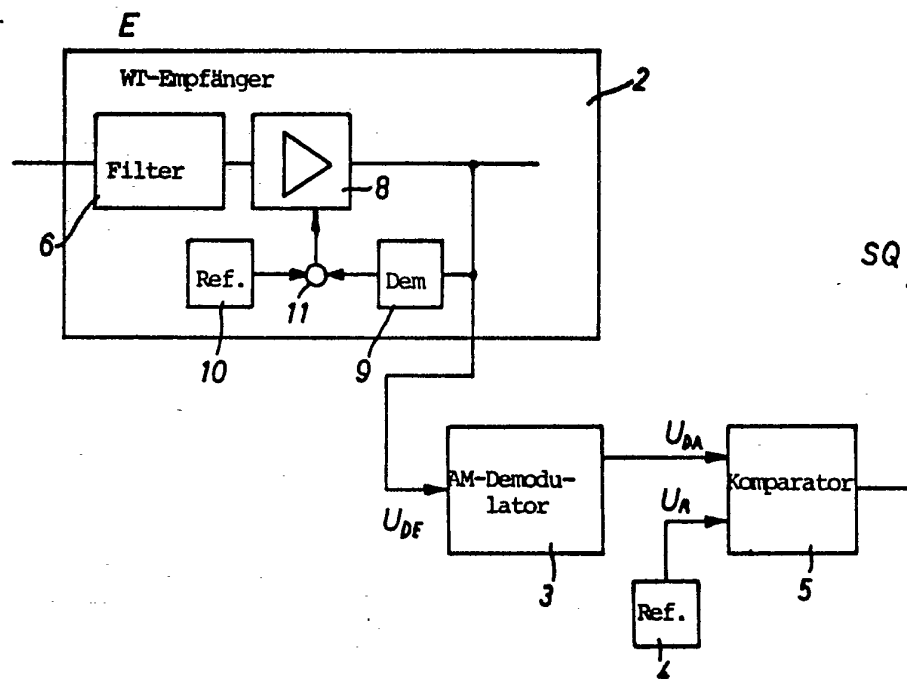 E
WT-Empfänger
2
Filter
8
6
Ref.
11
Dem
SQ
10
9
U_DA
AM-Demodu-
lator
Komparator
U_DE
U_R
3
5
Ref.
4